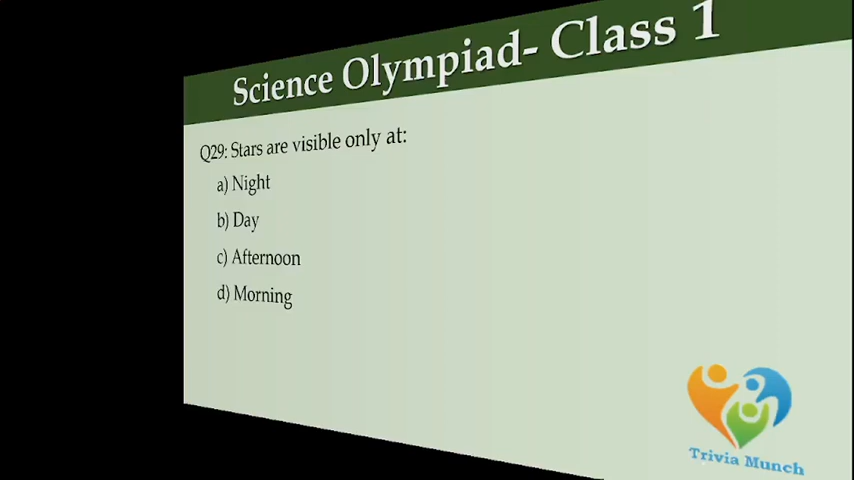 Science Olympiad- Class 1
Q29: Stars are visible only at:
a) Night
b) Day
c) Afternoon
d) Morning
Trivia Munch